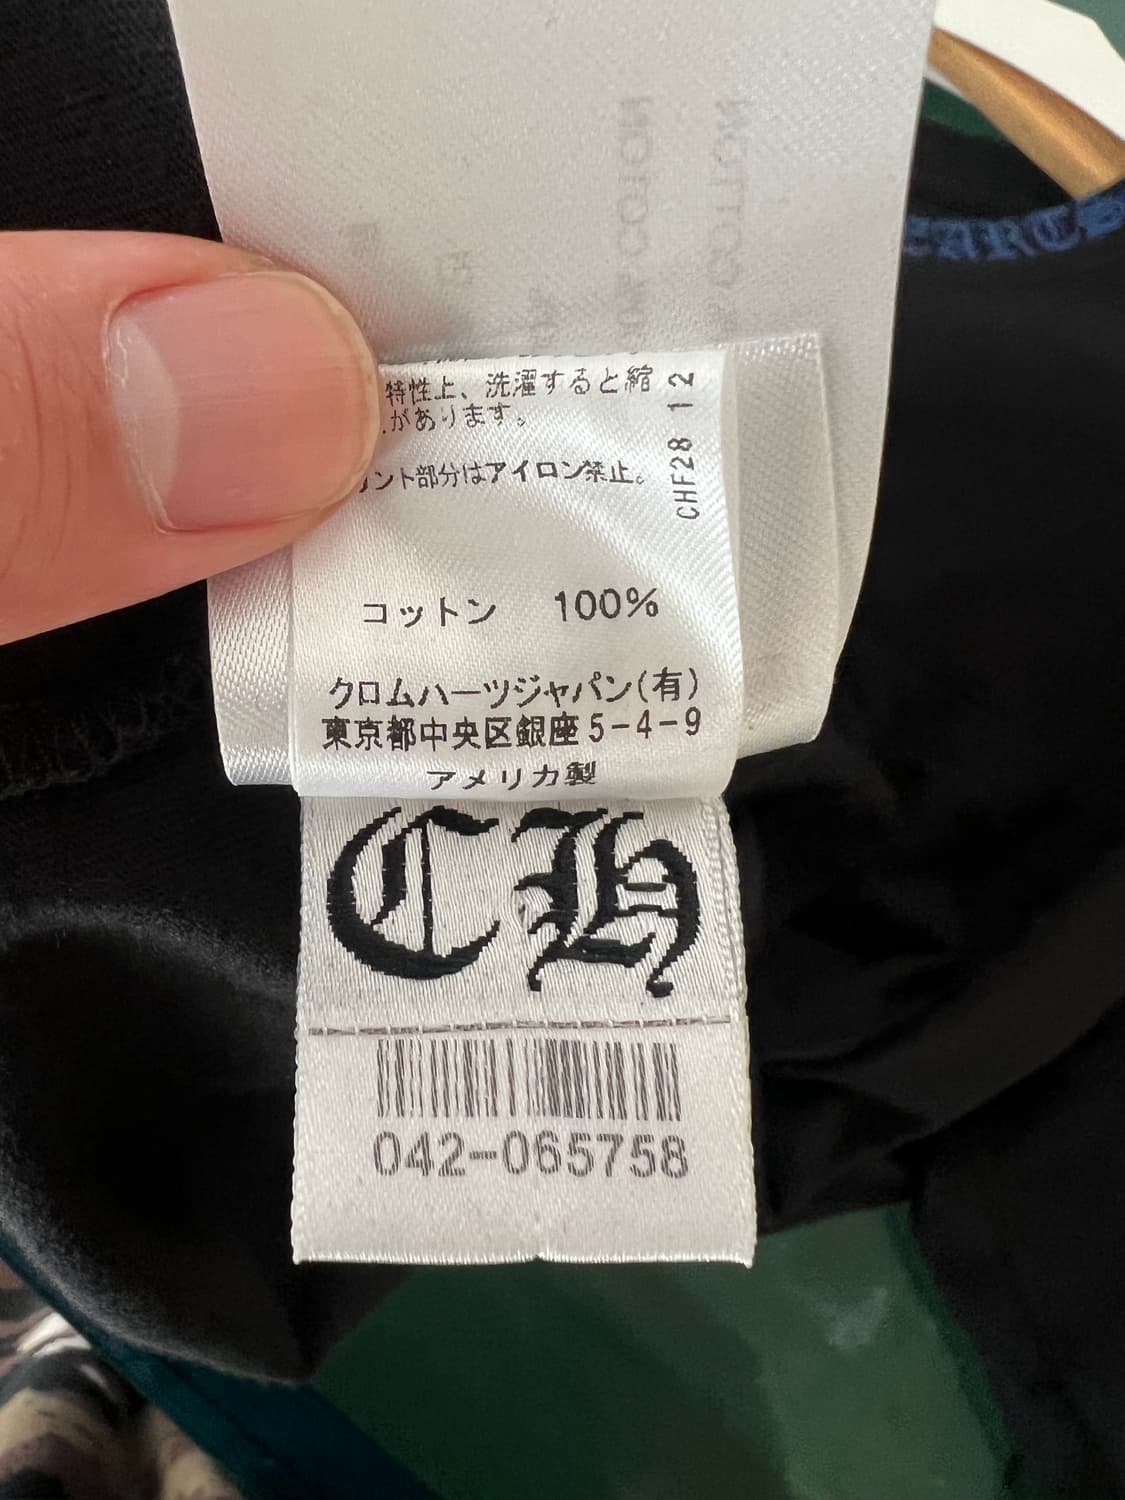 特性上、洗濯すると縮
があります。
ント部分はアイロン禁止。
CHF28 12
コットン 100%
クロムハーツジャパン(有)
東京都中央区銀座5-4-9
アメリカ製
CH
042-065758
COTTON
COTTON
EARTS